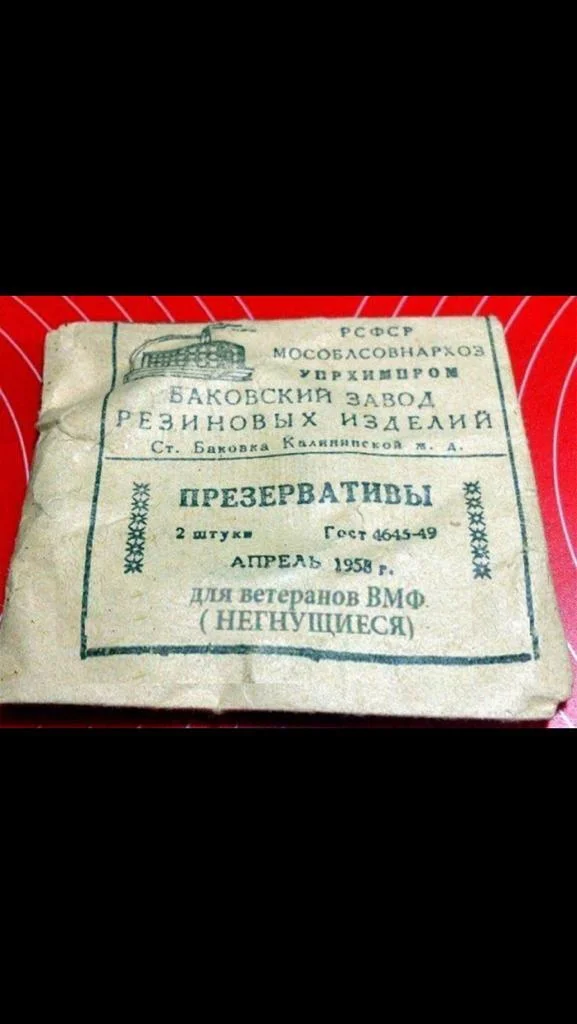 РСФСР
МОСОБЛСОВНАРХОЗ
УПРХИМПРОМ
БАКОВСКИЙ ЗАВОД
РЕЗИНОВЫХ ИЗДЕЛИЙ
Ст. Баковка Калининской ж. д.
ПРЕЗЕРВАТИВЫ
2 штуки Гост 4645-49
АПРЕЛЬ 1958 г.
для ветеранов ВМФ
( НЕГНУЩИЕСЯ)